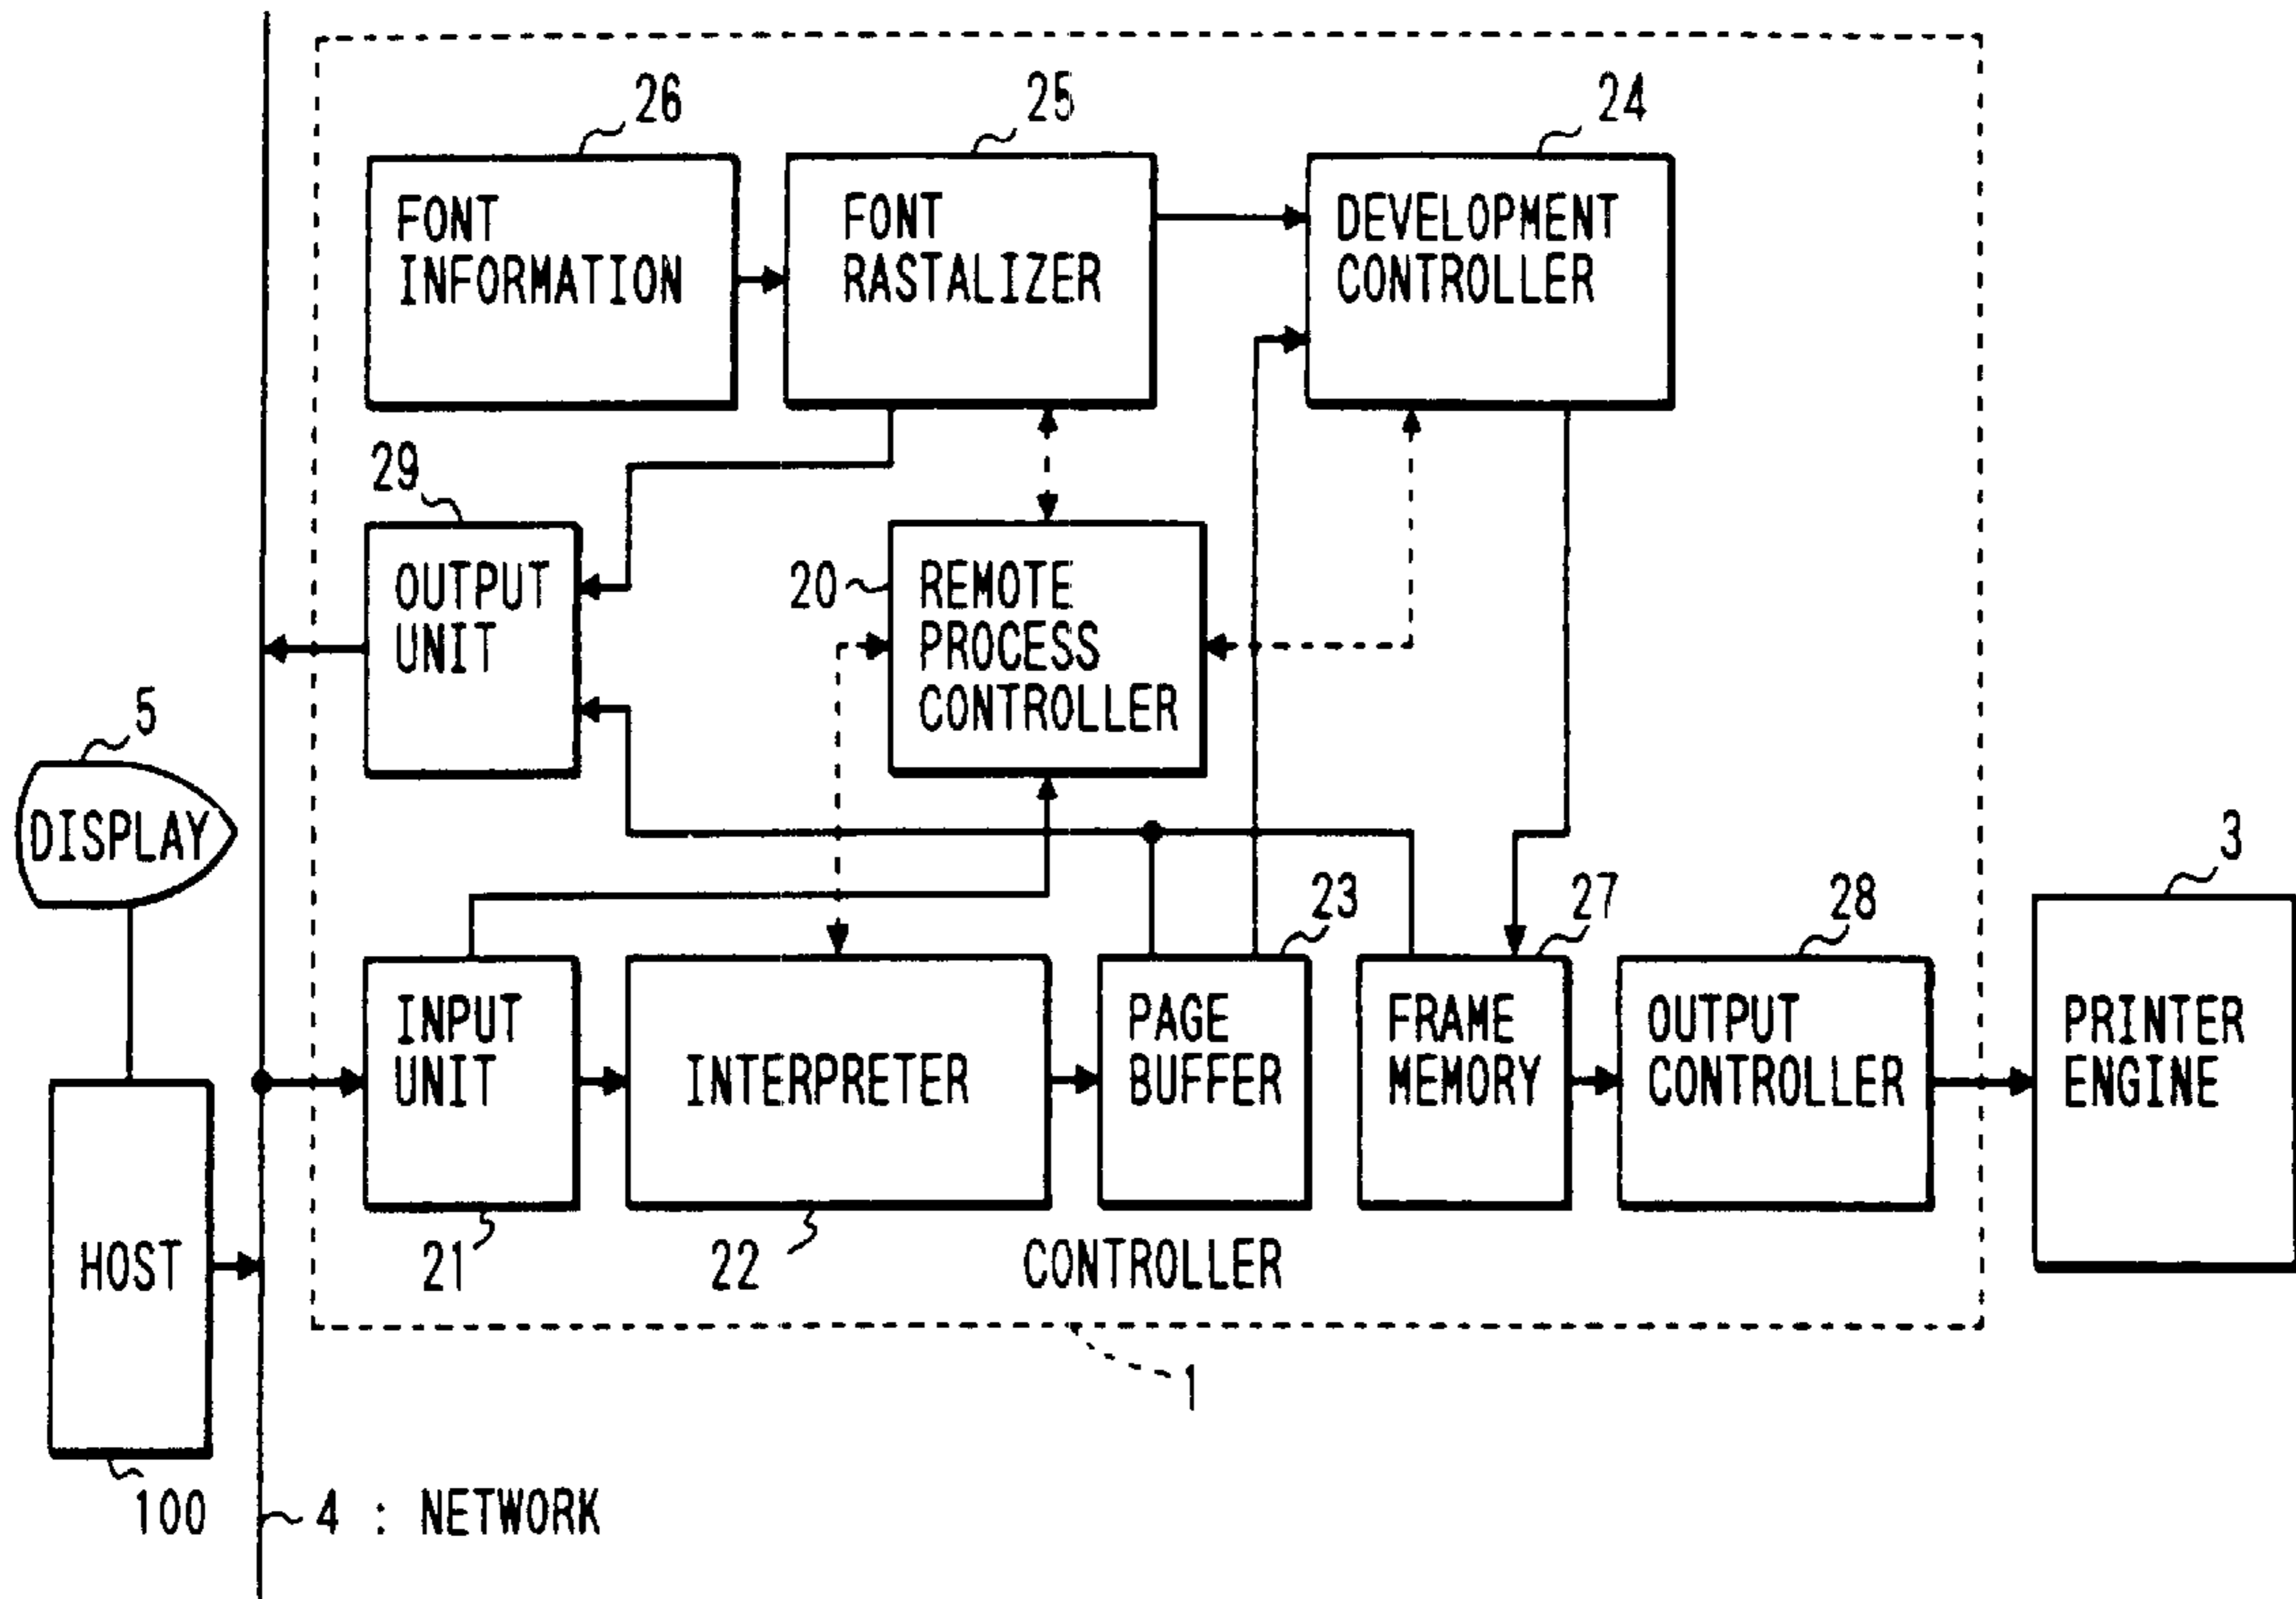 26
25
24
FONT
INFORMATION
FONT
RASTALIZER
DEVELOPMENT
CONTROLLER
29
OUTPUT
UNIT
20
REMOTE
PROCESS
CONTROLLER
5
DISPLAY
3
23
27
28
INPUT
UNIT
INTERPRETER
PAGE
BUFFER
FRAME
MEMORY
OUTPUT
CONTROLLER
PRINTER
ENGINE
HOST
21
22
CONTROLLER
1
100
4 : NETWORK